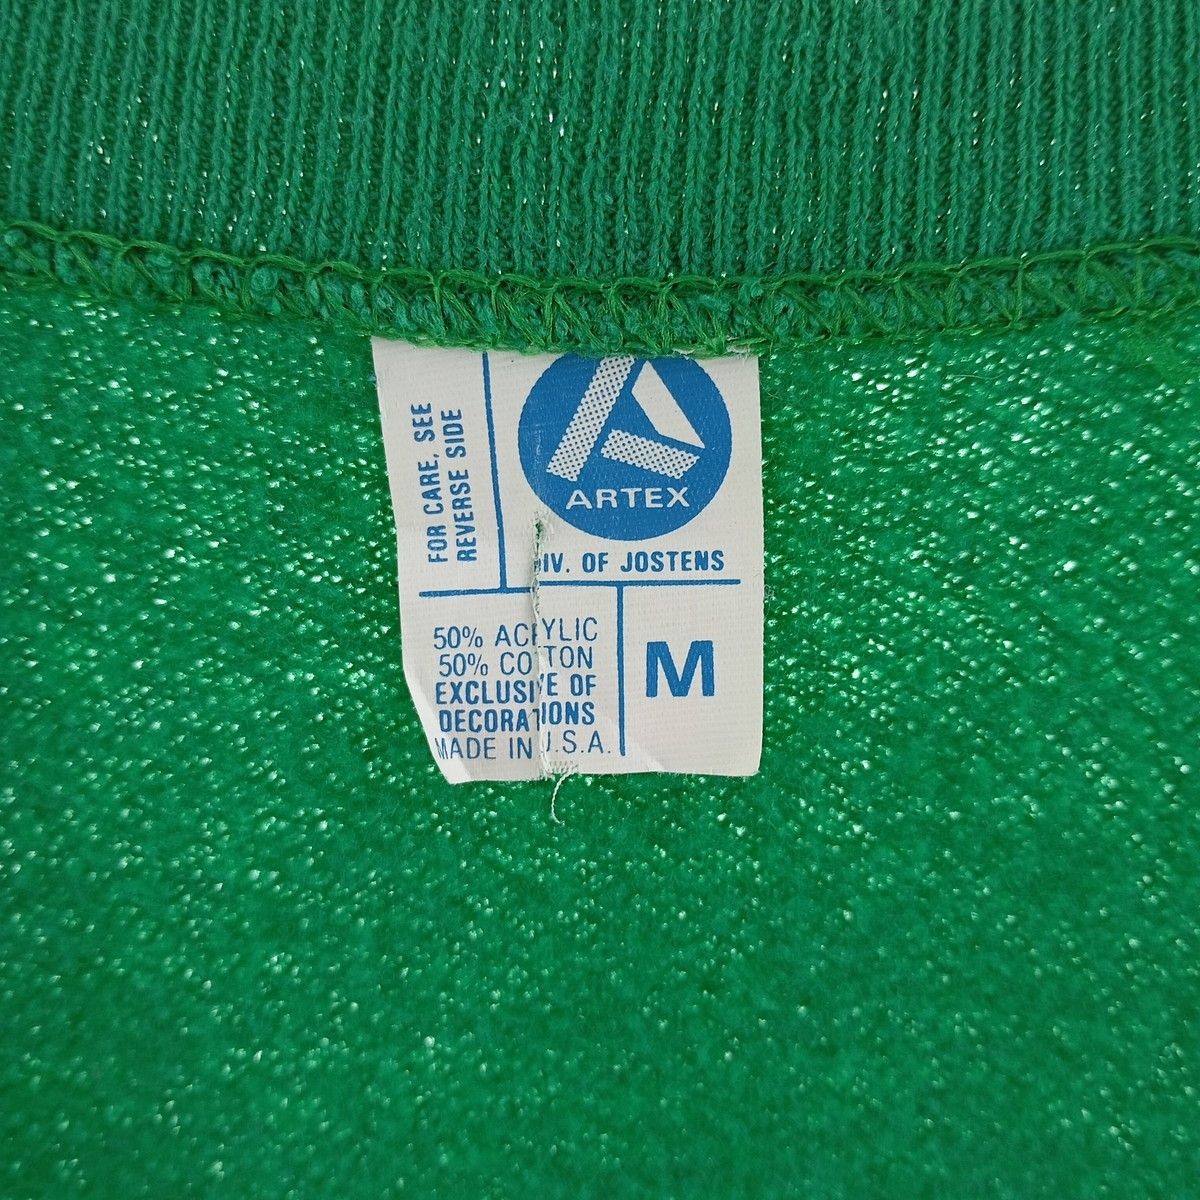 FOR CARE, SEE
REVERSE SIDE
ARTEX
DIV. OF JOSTENS
50% ACRYLIC
50% COTTON
EXCLUSIVE OF
DECORATIONS
MADE IN U.S.A.
M